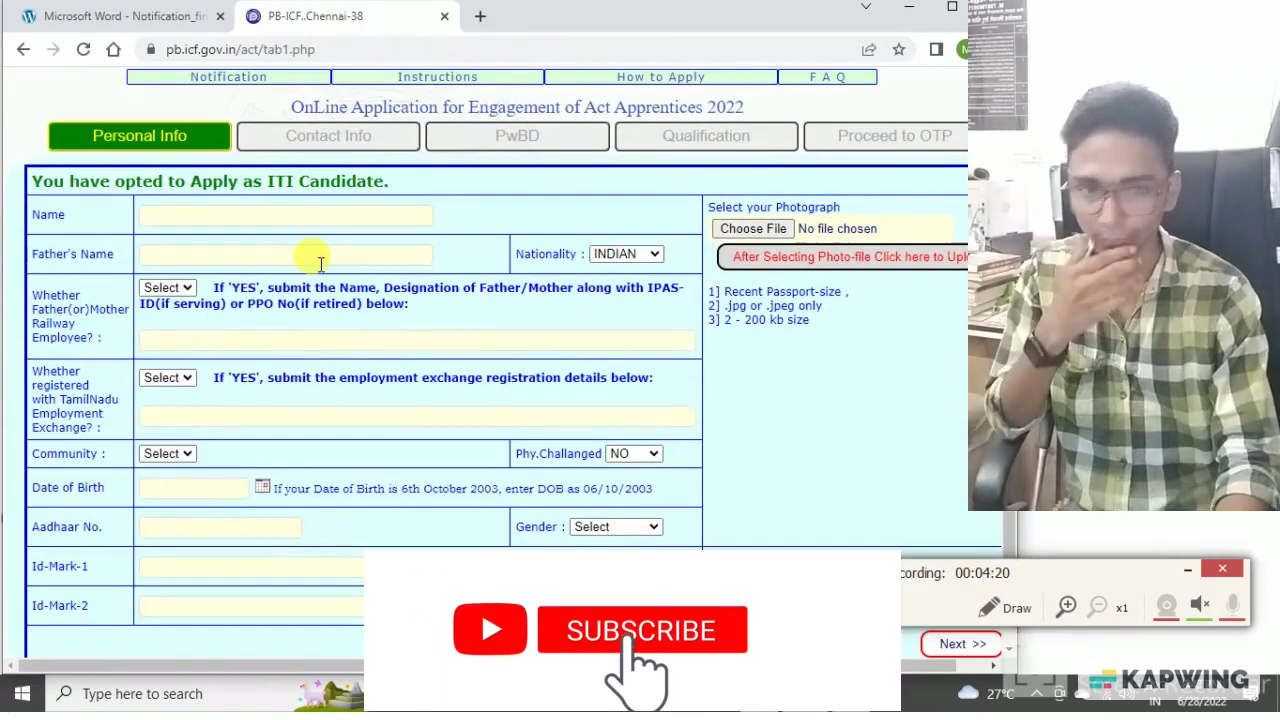 Microsoft Word - Notification_fin
PB-ICF..Chennai-38
pb.icf.gov.in/act/tab1.php
Notification
Instructions
How to Apply
F A Q
OnLine Application for Engagement of Act Apprentices 2022
Personal Info
Contact Info
PwBD
Qualification
Proceed to OTP
You have opted to Apply as ITI Candidate.
Name
Select your Photograph
Choose File No file chosen
Father's Name
Nationality : INDIAN
After Selecting Photo-file Click here to Uplo
Whether
Father(or)Mother
Railway
Employee? :
Select
If 'YES', submit the Name, Designation of Father/Mother along with IPAS-
ID(if serving) or PPO No(if retired) below:
1] Recent Passport-size ,
2] .jpg or .jpeg only
3] 2 - 200 kb size
Whether
registered
with TamilNadu
Employment
Exchange? :
Select
If 'YES', submit the employment exchange registration details below:
Community :
Select
Phy.Challanged NO
Date of Birth
If your Date of Birth is 6th October 2003, enter DOB as 06/10/2003
Aadhaar No.
Gender : Select
Id-Mark-1
Id-Mark-2
cording: 00:04:20
Draw
x1
SUBSCRIBE
Next >>
KAPWING
Type here to search
27°C
IN
6/28/2022